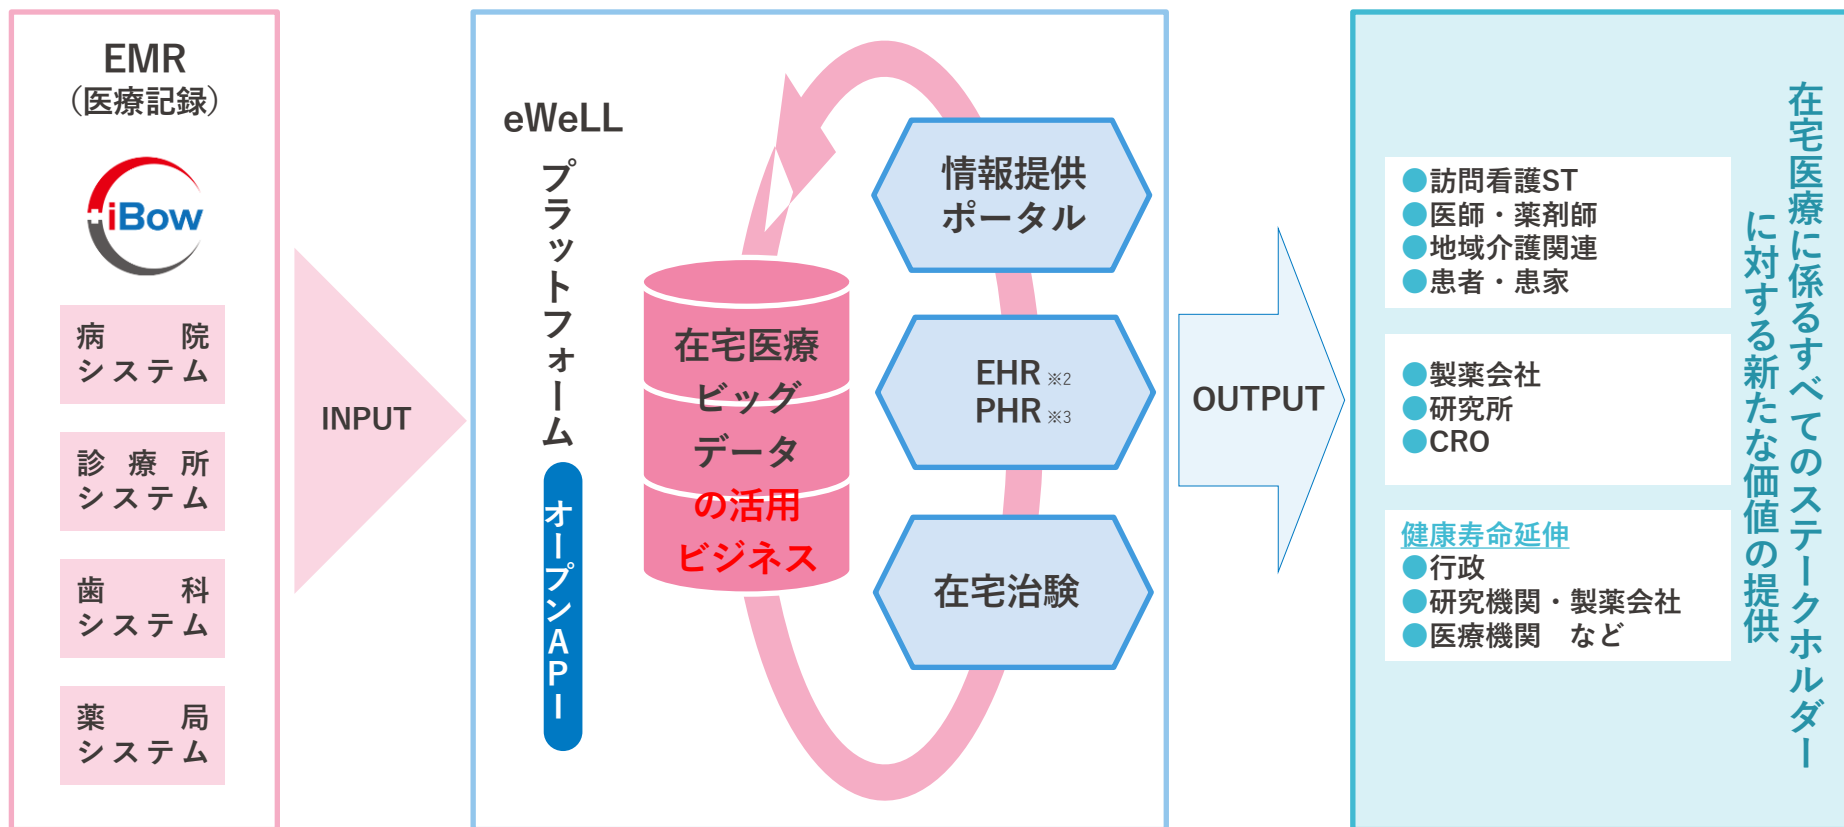 EMR
（医療記録）
iBow
病院
システム
診療所
システム
歯科
システム
薬局
システム
INPUT
eWeLL
プラットフォーム
オープンAPI
在宅医療
ビッグ
データ
の活用
ビジネス
情報提供
ポータル
EHR ※2
PHR ※3
在宅治験
OUTPUT
●訪問看護ST
●医師・薬剤師
●地域介護関連
●患者・患家
●製薬会社
●研究所
●CRO
健康寿命延伸
●行政
●研究機関・製薬会社
●医療機関　など
在宅医療に係るすべてのステークホルダー
に対する新たな価値の提供